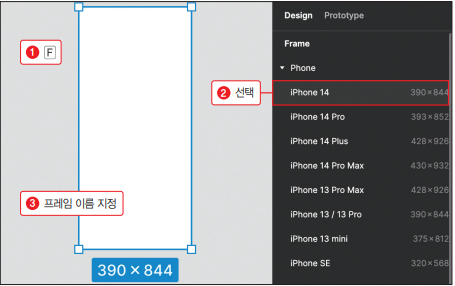 1 F
2 선택
3 프레임 이름 지정
390 × 844
Design Prototype
Frame
Phone
iPhone 14 390×844
iPhone 14 Pro 393×852
iPhone 14 Plus 428×926
iPhone 14 Pro Max 430×932
iPhone 13 Pro Max 428×926
iPhone 13 / 13 Pro 390×844
iPhone 13 mini 375×812
iPhone SE 320×568